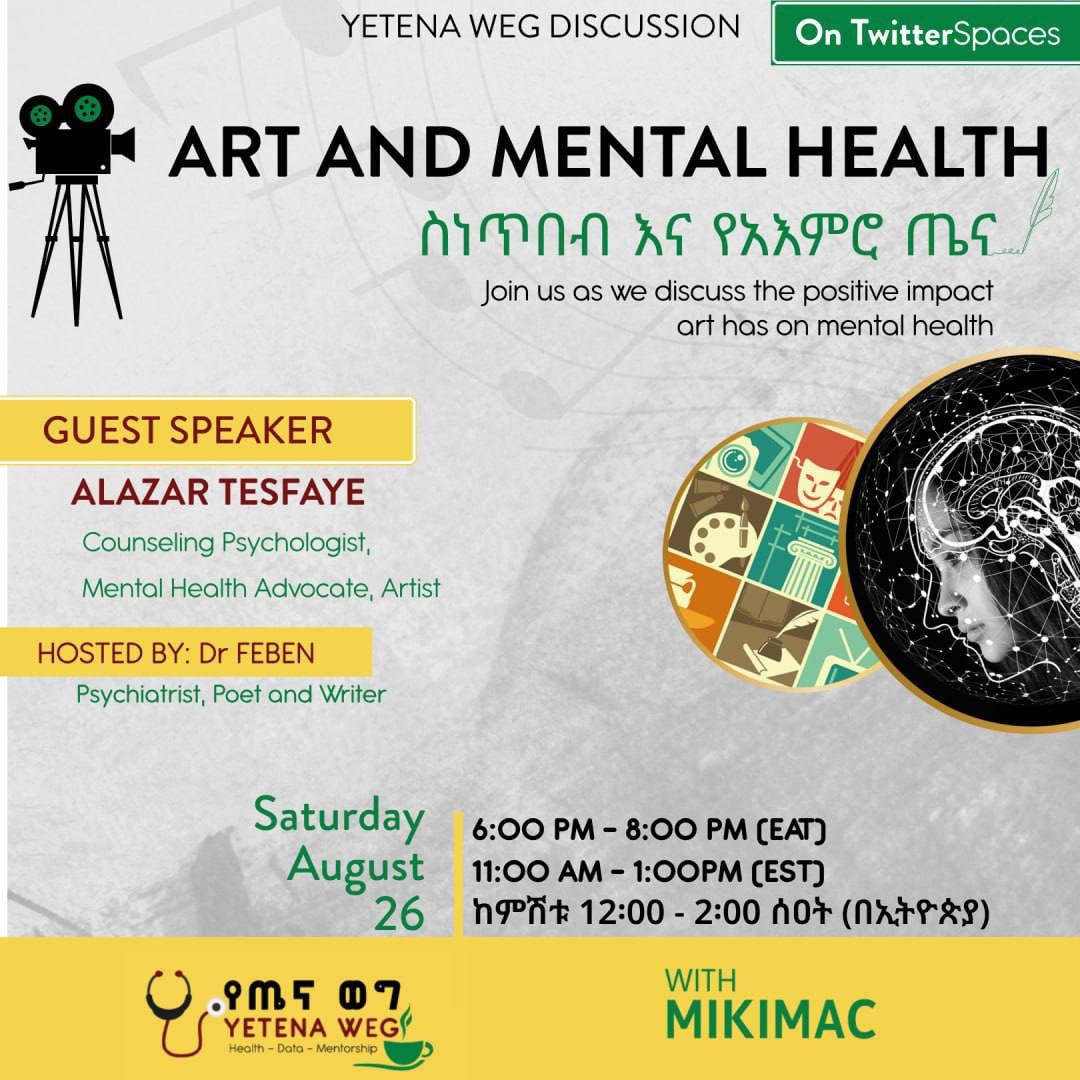 YETENA WEG DISCUSSION
On TwitterSpaces
ART AND MENTAL HEALTH
ስነጥበብ እና የአእምሮ ጤና
Join us as we discuss the positive impact
art has on mental health
GUEST SPEAKER
ALAZAR TESFAYE
Counseling Psychologist,
Mental Health Advocate, Artist
HOSTED BY: Dr FEBEN
Psychiatrist, Poet and Writer
Saturday
August
26
6:00 PM – 8:00 PM (EAT)
11:00 AM – 1:00PM (EST)
ከምሽቱ 12፡00 - 2፡00 ሰዐት (በኢትዮጵያ)
የጤና ወግ
YETENA WEG
Health - Data - Mentorship
WITH
MIKIMAC